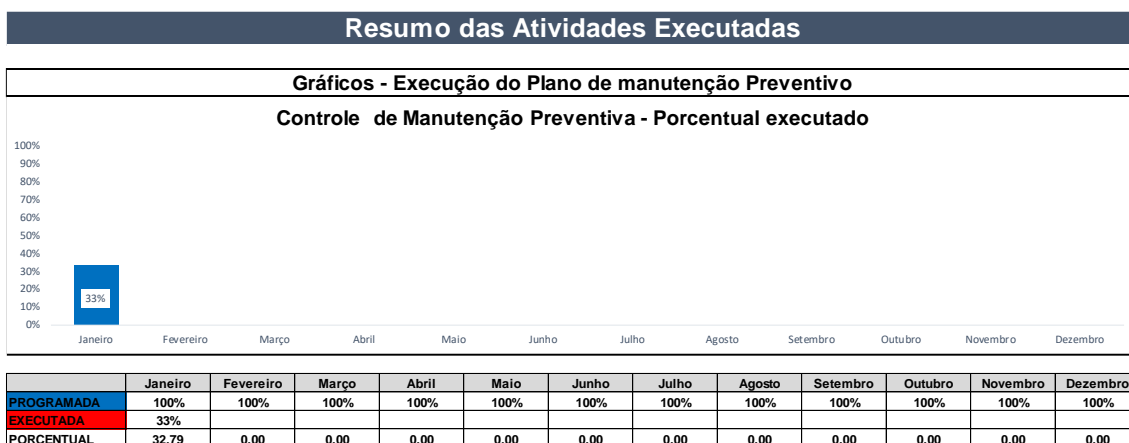 Resumo das Atividades Executadas
Gráficos - Execução do Plano de manutenção Preventivo
Controle de Manutenção Preventiva - Porcentual executado
100%
90%
80%
70%
60%
50%
40%
30%
20%
10%
0%
33%
Janeiro Fevereiro Março Abril Maio Junho Julho Agosto Setembro Outubro Novembro Dezembro
Janeiro Fevereiro Março Abril Maio Junho Julho Agosto Setembro Outubro Novembro Dezembro
PROGRAMADA 100% 100% 100% 100% 100% 100% 100% 100% 100% 100% 100% 100%
EXECUTADA 33%
PORCENTUAL 32.79 0.00 0.00 0.00 0.00 0.00 0.00 0.00 0.00 0.00 0.00 0.00